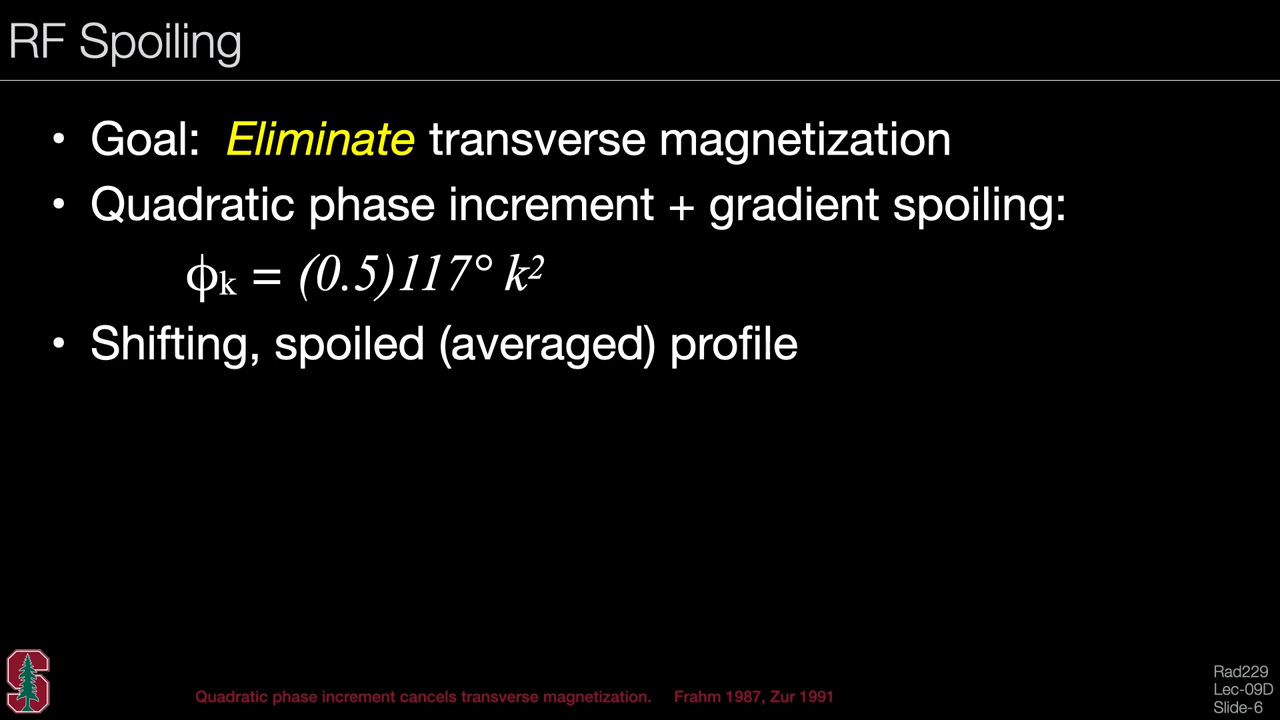 RF Spoiling
• Goal: Eliminate transverse magnetization
• Quadratic phase increment + gradient spoiling:
ϕₖ = (0.5)117° k²
• Shifting, spoiled (averaged) profile
S
Quadratic phase increment cancels transverse magnetization. Frahm 1987, Zur 1991
Rad229
Lec-09D
Slide-6